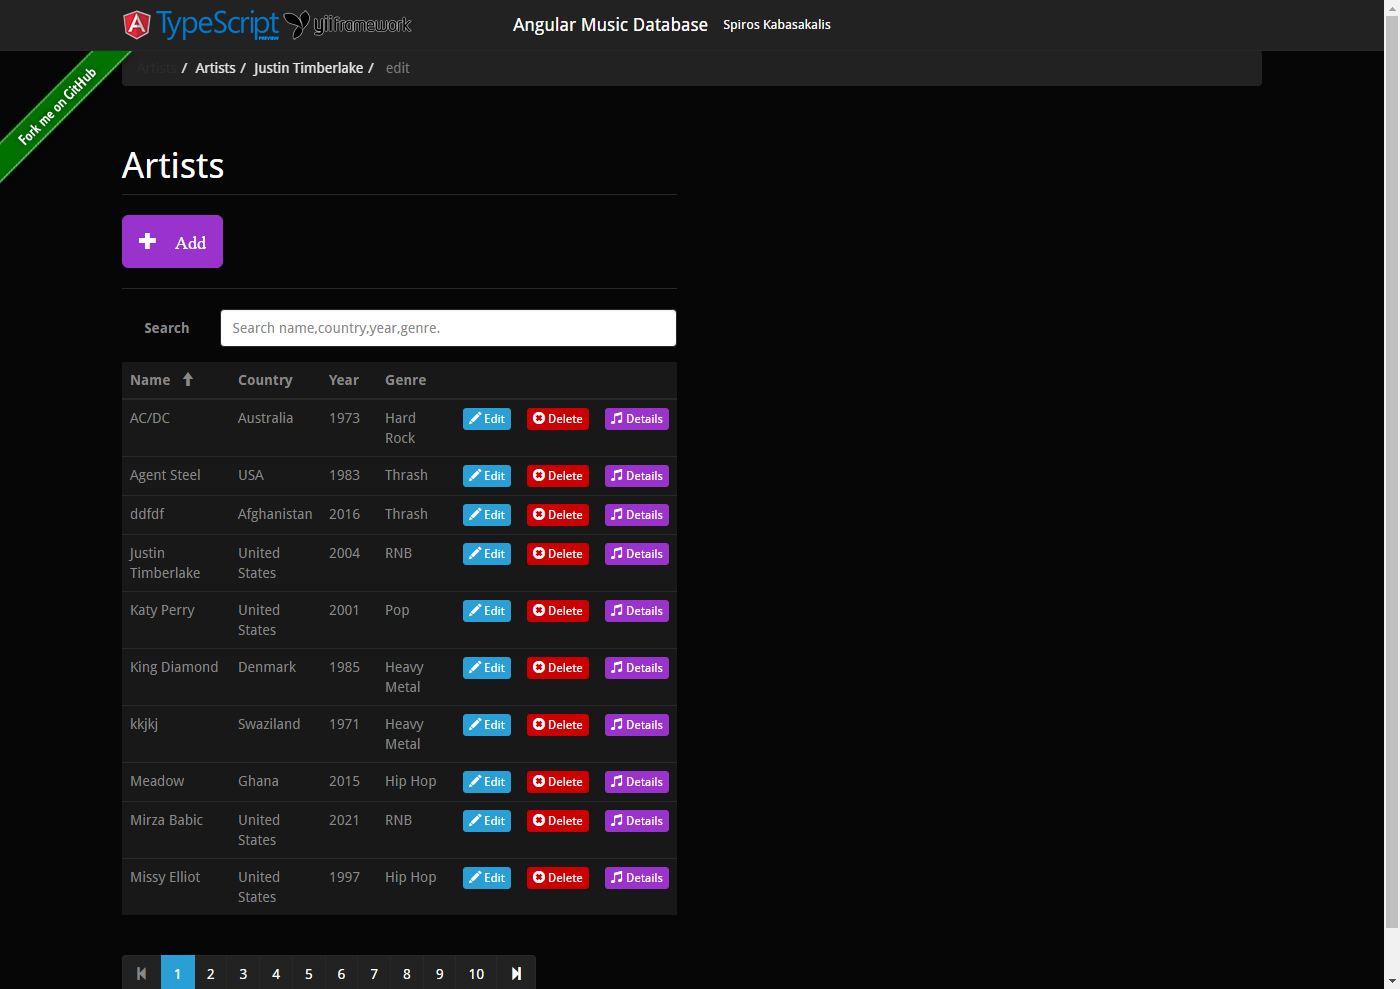 TypeScript PREVIEW yiiframework Angular Music Database Spiros Kabasakalis
Artists / Artists / Justin Timberlake / edit
Fork me on GitHub
Artists
Add
Search Search name,country,year,genre.
Name Country Year Genre
AC/DC Australia 1973 Hard Rock Edit Delete Details
Agent Steel USA 1983 Thrash Edit Delete Details
ddfdf Afghanistan 2016 Thrash Edit Delete Details
Justin Timberlake United States 2004 RNB Edit Delete Details
Katy Perry United States 2001 Pop Edit Delete Details
King Diamond Denmark 1985 Heavy Metal Edit Delete Details
kkjkj Swaziland 1971 Heavy Metal Edit Delete Details
Meadow Ghana 2015 Hip Hop Edit Delete Details
Mirza Babic United States 2021 RNB Edit Delete Details
Missy Elliot United States 1997 Hip Hop Edit Delete Details
1 2 3 4 5 6 7 8 9 10